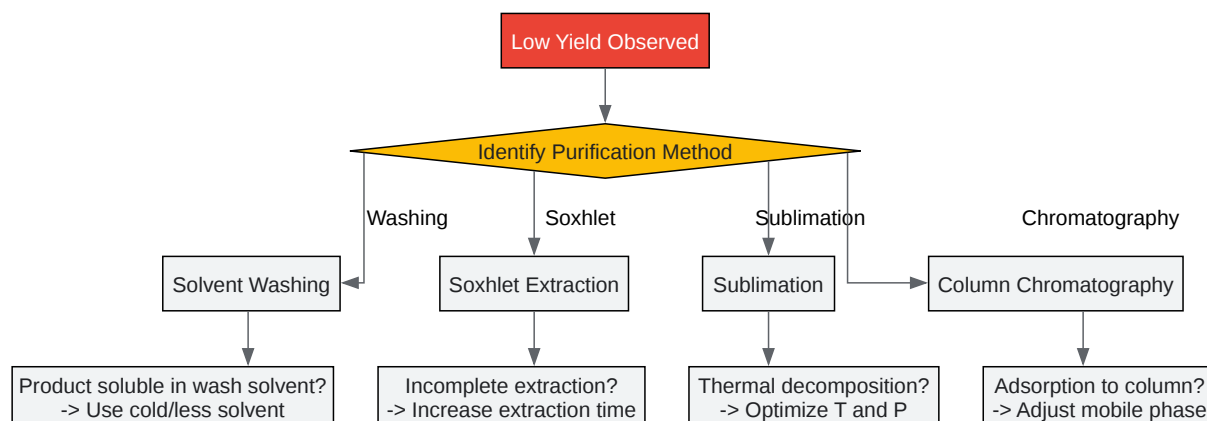 Low Yield Observed
Identify Purification Method
Washing
Soxhlet
Sublimation
Chromatography
Solvent Washing
Soxhlet Extraction
Sublimation
Column Chromatography
Product soluble in wash solvent?
-> Use cold/less solvent
Incomplete extraction?
-> Increase extraction time
Thermal decomposition?
-> Optimize T and P
Adsorption to column?
-> Adjust mobile phase